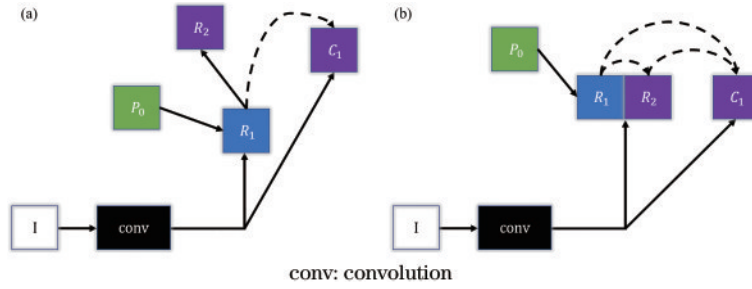 (a)
R₂
C₁
P₀
R₁
I
conv
(b)
P₀
R₁
R₂
C₁
I
conv
conv: convolution